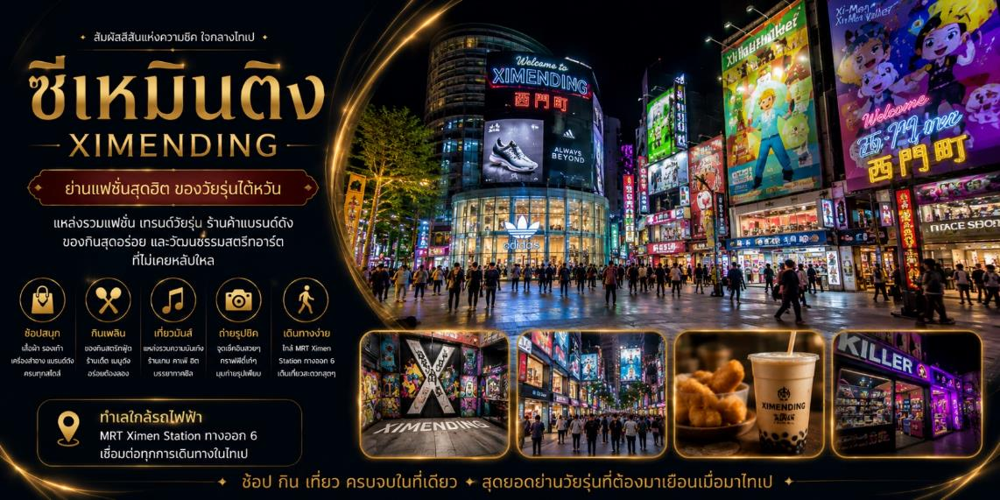 สัมผัสสีสันแห่งความชีค ใจกลางไทเป
ซีเหมินติง
XIMENDING
ย่านแฟชั่นสุดฮิต ของวัยรุ่นไต้หวัน
แหล่งรวมแฟชั่น เทรนด์วัยรุ่น ร้านค้าแบรนด์ดัง
ของกินสุดอร่อย และวัฒนธรรมสตรีทอาร์ต
ที่ไม่เคยหลับใหล
ช้อปสนุก
เสื้อผ้า รองเท้า
เครื่องสำอาง แบรนด์ดัง
ครบทุกสไตล์
กินเพลิน
ของกินสตรีทฟู้ด
ร้านเด็ด เมนูดัง
อร่อยต้องลอง
เที่ยวมันส์
แหล่งรวมความบันเทิง
ร้านเกม คาเฟ่ ฮิต
บรรยากาศชิล
ถ่ายรูปชิค
จุดเช็คอินสวยๆ
กราฟฟิตี้เก๋ๆ
มุมถ่ายรูปเพียบ
เดินทางง่าย
ใกล้ MRT Ximen
Station ทางออก 6
เดินเที่ยวสะดวกสุดๆ
ทำเลใกล้รถไฟฟ้า
MRT Ximen Station ทางออก 6
เชื่อมต่อทุกการเดินทางในไทเป
Welcome to
XIMENDING
西門町
ALWAYS
BEYOND
adidas
Welcome
西門町
X
XIMENDING
XIMENDING
KILLER
ช้อป กิน เที่ยว ครบจบในที่เดียว
สุดยอดย่านวัยรุ่นที่ต้องมาเยือนเมื่อมาไทเป